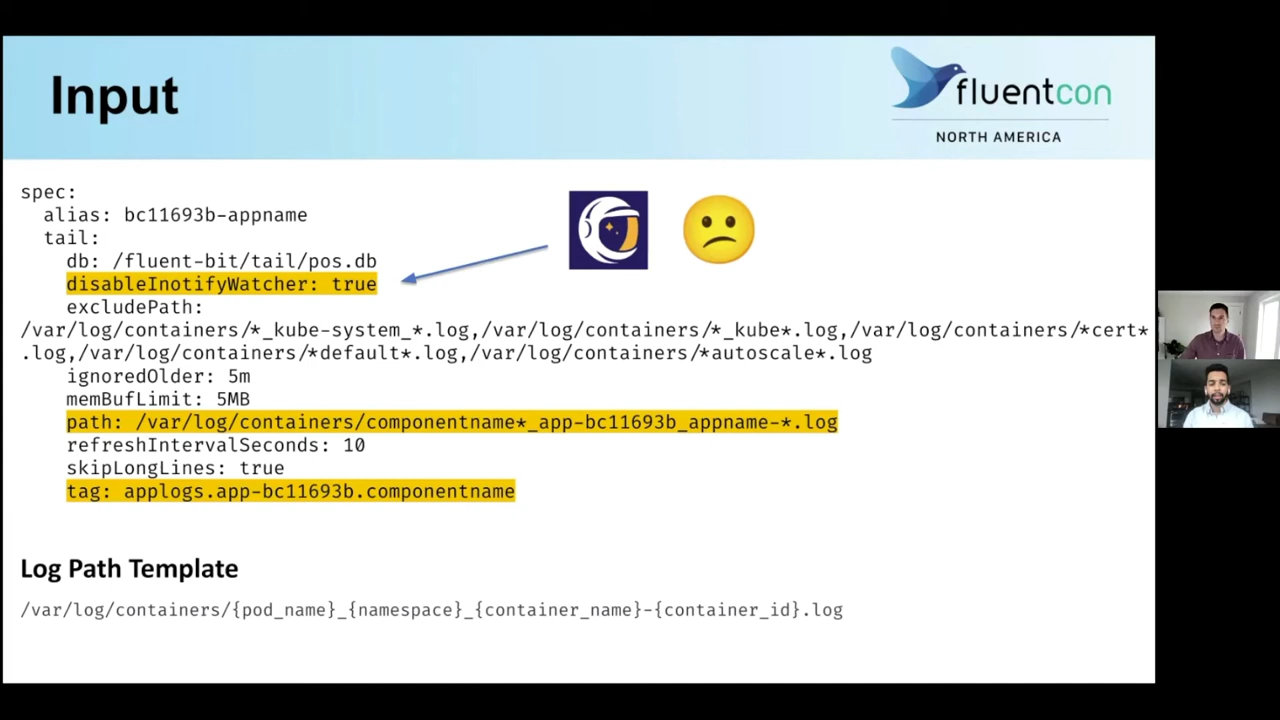 Input
fluentcon
NORTH AMERICA
spec:
  alias: bc11693b-appname
  tail:
    db: /fluent-bit/tail/pos.db
    disableInotifyWatcher: true
    excludePath:
/var/log/containers/*_kube-system_*.log,/var/log/containers/*_kube*.log,/var/log/containers/*cert*
.log,/var/log/containers/*default*.log,/var/log/containers/*autoscale*.log
    ignoredOlder: 5m
    memBufLimit: 5MB
    path: /var/log/containers/componentname*_app-bc11693b_appname-*.log
    refreshIntervalSeconds: 10
    skipLongLines: true
    tag: applogs.app-bc11693b.componentname
Log Path Template
/var/log/containers/{pod_name}_{namespace}_{container_name}-{container_id}.log